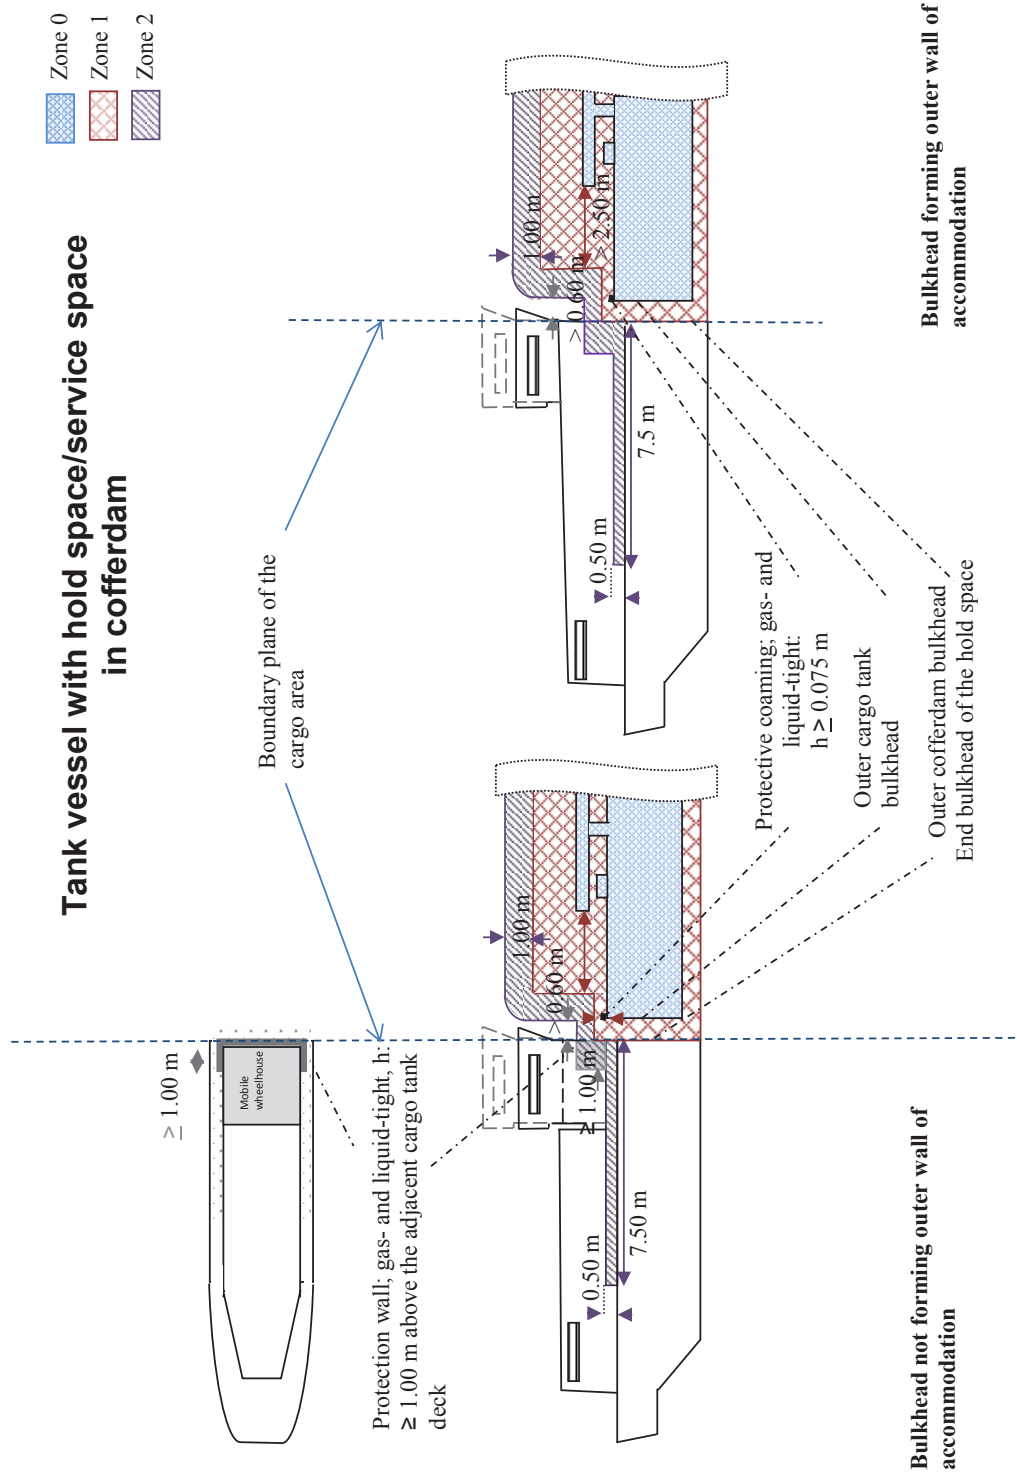 Tank vessel with hold space/service space
in cofferdam
Zone 0
Zone 1
Zone 2
Boundary plane of the
cargo area
≥ 1.00 m
Mobile
wheelhouse
Protection wall; gas- and liquid-tight, h:
≥ 1.00 m above the adjacent cargo tank
deck
0.50 m
7.50 m
≥ 1.00 m
> 0.60 m
1.00 m
0.50 m
7.5 m
> 0.60 m
1.00 m
> 2.50 m
Protective coaming; gas- and
liquid-tight:
h ≥ 0.075 m
Outer cargo tank
bulkhead
Outer cofferdam bulkhead
End bulkhead of the hold space
Bulkhead not forming outer wall of
accommodation
Bulkhead forming outer wall of
accommodation